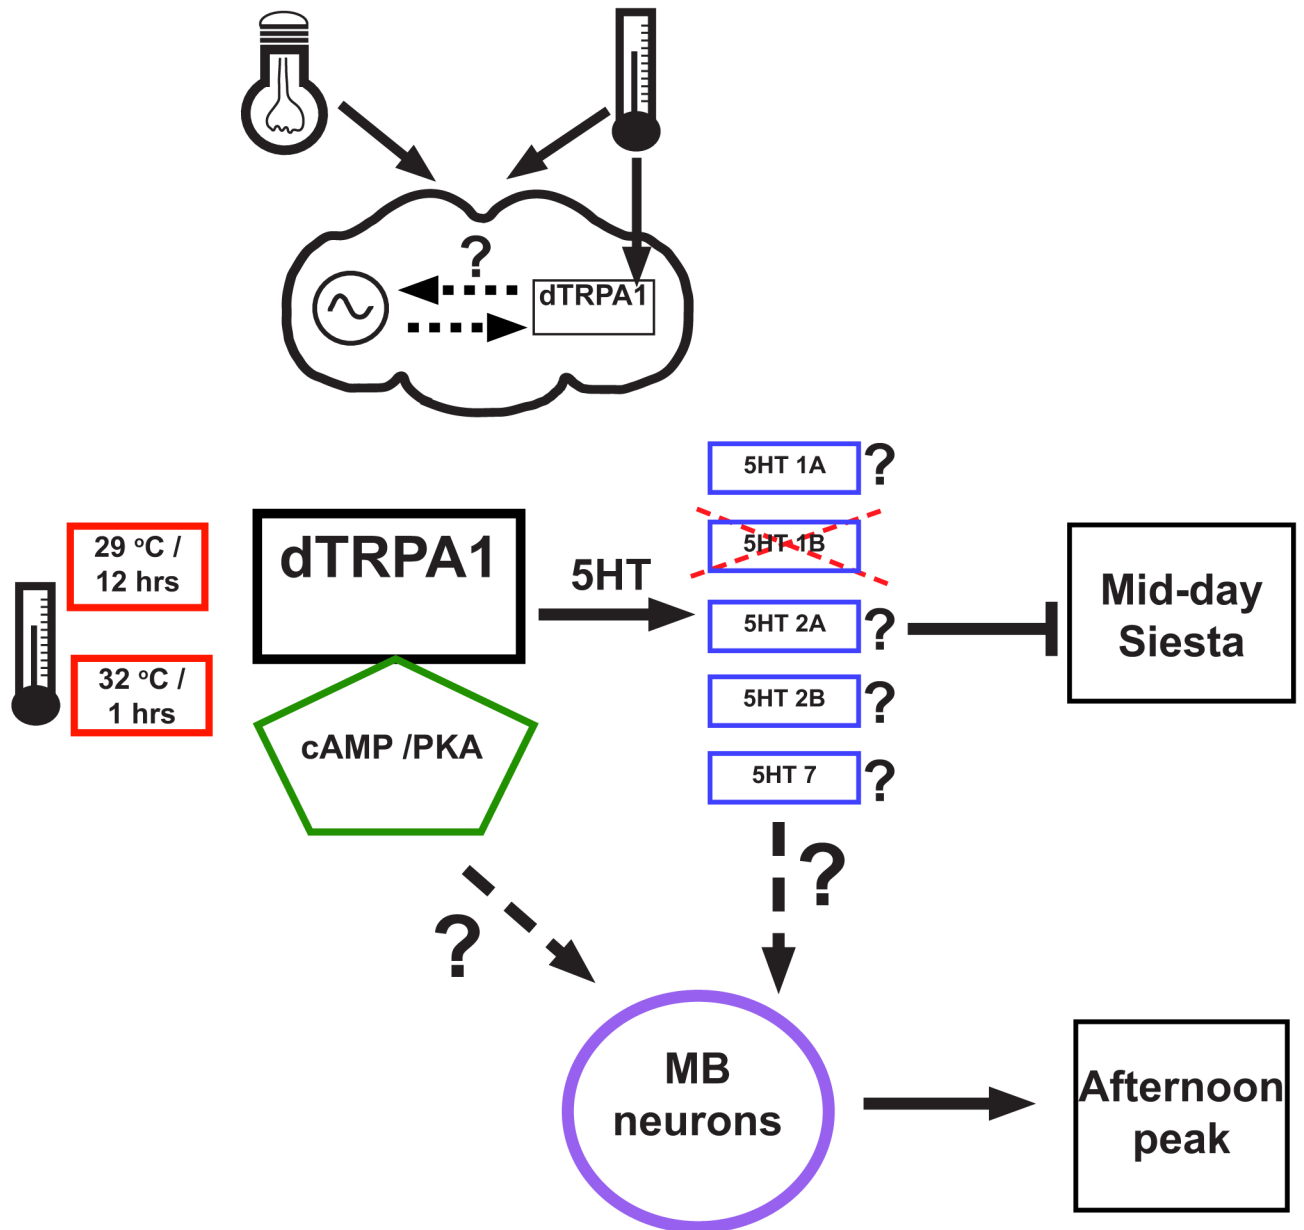 ?
dTRPA1
5HT 1A ?
29 °C /
12 hrs
dTRPA1
5HT
5HT 1B
5HT 2A ?
Mid-day
Siesta
32 °C /
1 hrs
cAMP /PKA
5HT 2B ?
5HT 7 ?
?
?
MB
neurons
Afternoon
peak